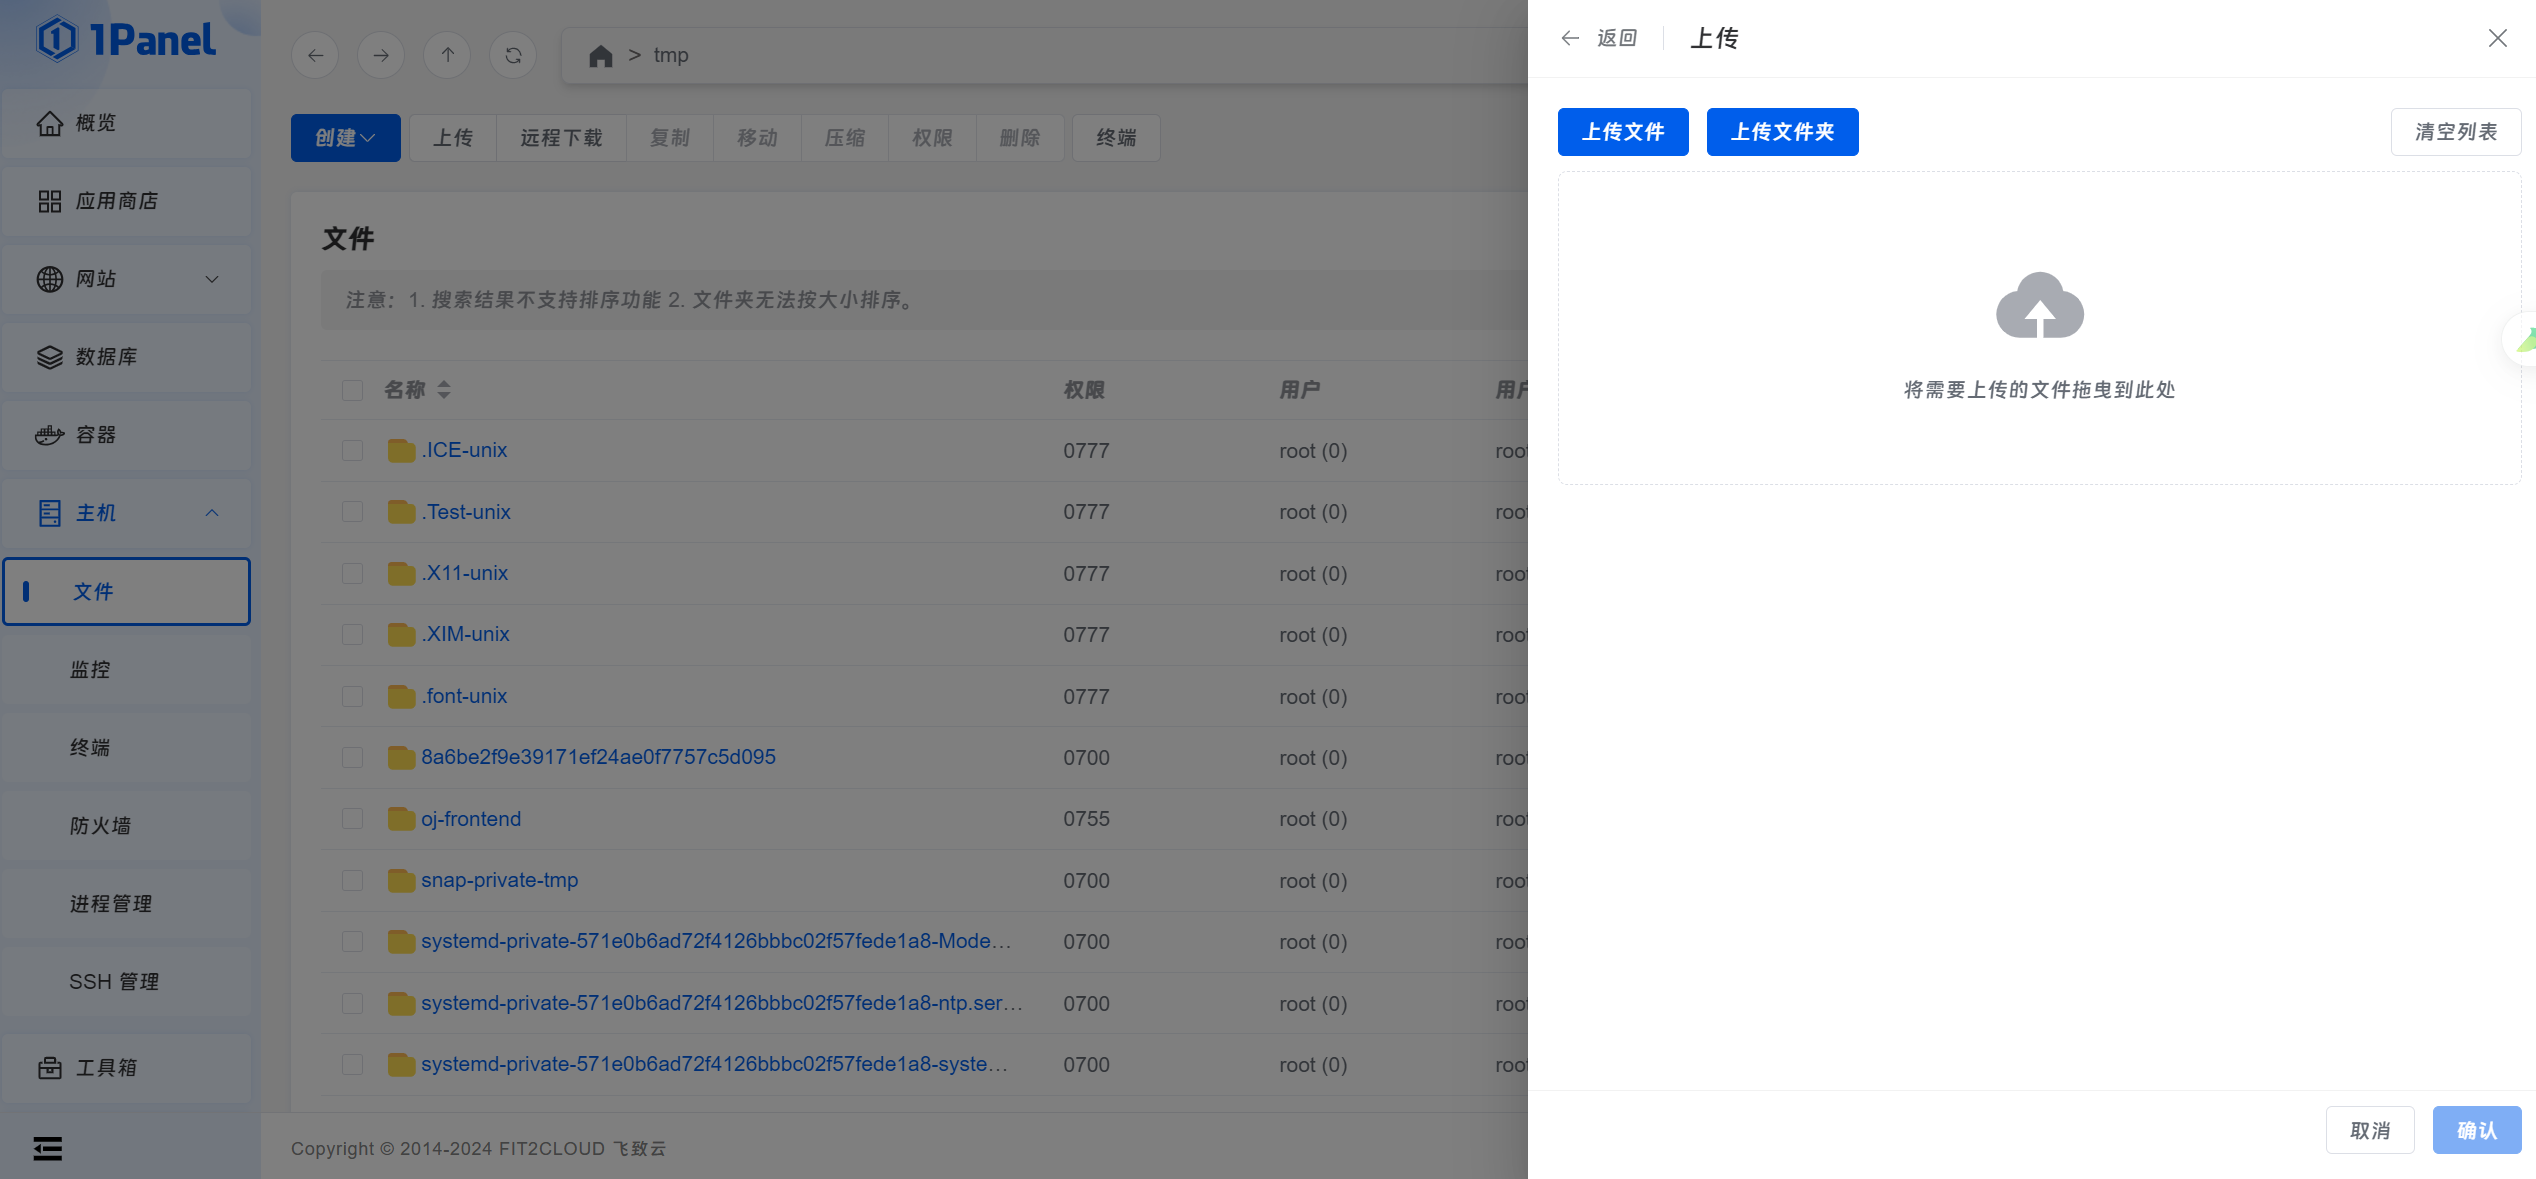 1Panel
概览
应用商店
网站
数据库
容器
主机
文件
监控
终端
防火墙
进程管理
SSH 管理
工具箱
> tmp
创建 上传 远程下载 复制 移动 压缩 权限 删除 终端
文件
注意：1. 搜索结果不支持排序功能 2. 文件夹无法按大小排序。
名称 权限 用户 用户
.ICE-unix 0777 root (0) root
.Test-unix 0777 root (0) root
.X11-unix 0777 root (0) root
.XIM-unix 0777 root (0) root
.font-unix 0777 root (0) root
8a6be2f9e39171ef24ae0f7757c5d095 0700 root (0) root
oj-frontend 0755 root (0) root
snap-private-tmp 0700 root (0) root
systemd-private-571e0b6ad72f4126bbbc02f57fede1a8-Mode... 0700 root (0) root
systemd-private-571e0b6ad72f4126bbbc02f57fede1a8-ntp.ser... 0700 root (0) root
systemd-private-571e0b6ad72f4126bbbc02f57fede1a8-syste... 0700 root (0) root
Copyright © 2014-2024 FIT2CLOUD 飞致云
返回 上传
上传文件 上传文件夹 清空列表
将需要上传的文件拖曳到此处
取消 确认